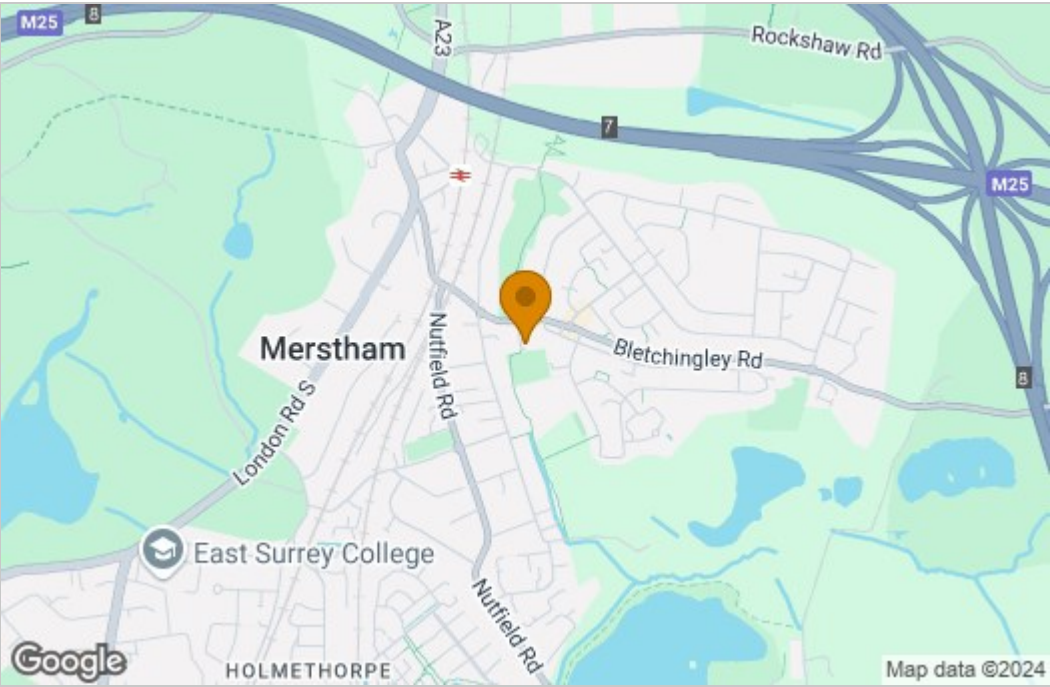 M25
8
A23
Rockshaw Rd
7
M25
Merstham
Nutfield Rd
Bletchingley Rd
8
London Rd S
East Surrey College
Nutfield Rd
HOLMETHORPE
Google
Map data ©2024